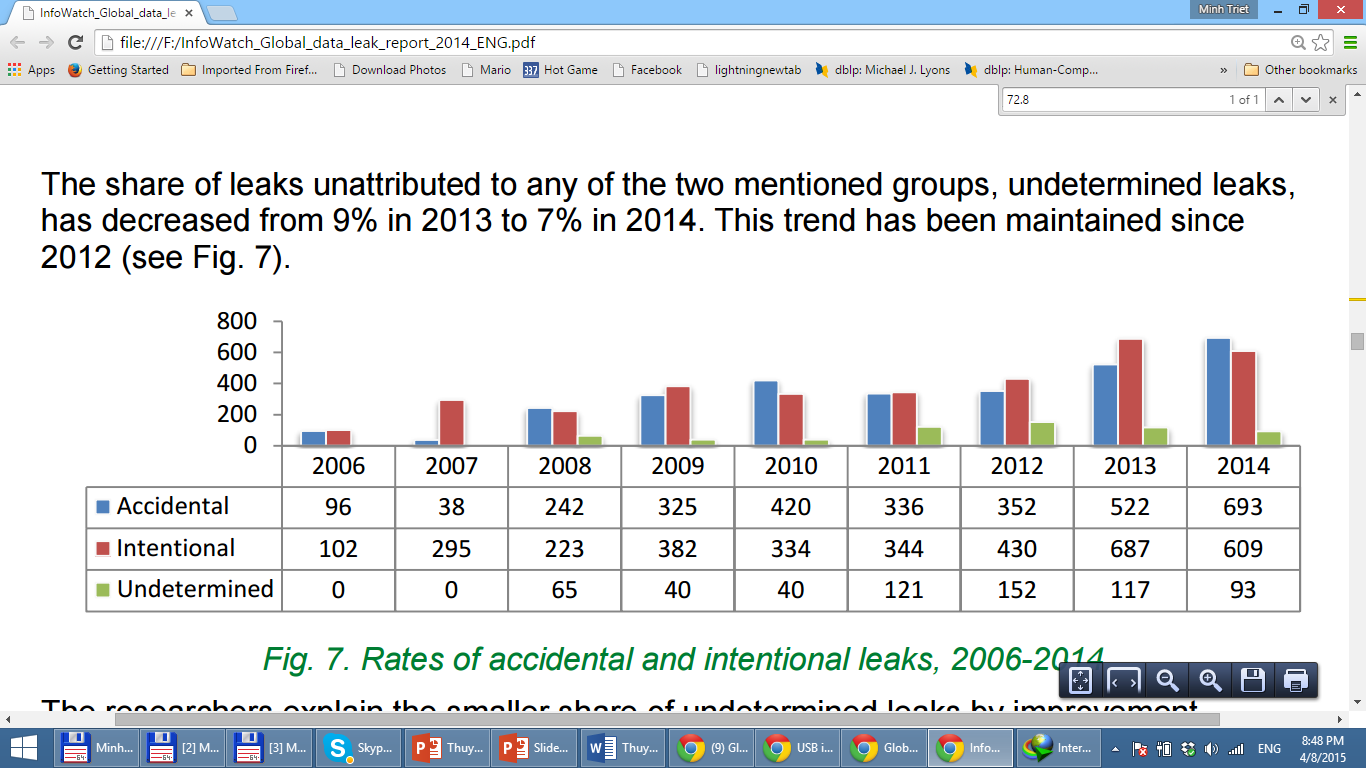 InfoWatch_Global_data_le
Minh Triet
file:///F:/InfoWatch_Global_data_leak_report_2014_ENG.pdf
Apps Getting Started Imported From Firef... Download Photos Mario 337 Hot Game Facebook lightningnewtab dblp: Michael J. Lyons dblp: Human-Comp... » Other bookmarks
72.8 1 of 1
The share of leaks unattributed to any of the two mentioned groups, undetermined leaks,
has decreased from 9% in 2013 to 7% in 2014. This trend has been maintained since
2012 (see Fig. 7).
800
600
400
200
0
2006 2007 2008 2009 2010 2011 2012 2013 2014
Accidental 96 38 242 325 420 336 352 522 693
Intentional 102 295 223 382 334 344 430 687 609
Undetermined 0 0 65 40 40 121 152 117 93
Fig. 7. Rates of accidental and intentional leaks, 2006-2014
The researchers explain the smaller share of undetermined leaks by improvement
Minh... [2] M... [3] M... Skyp... Thuy... Slide... Thuy... (9) Gl... USB i... Glob... Info... Inter... ENG 8:48 PM
4/8/2015